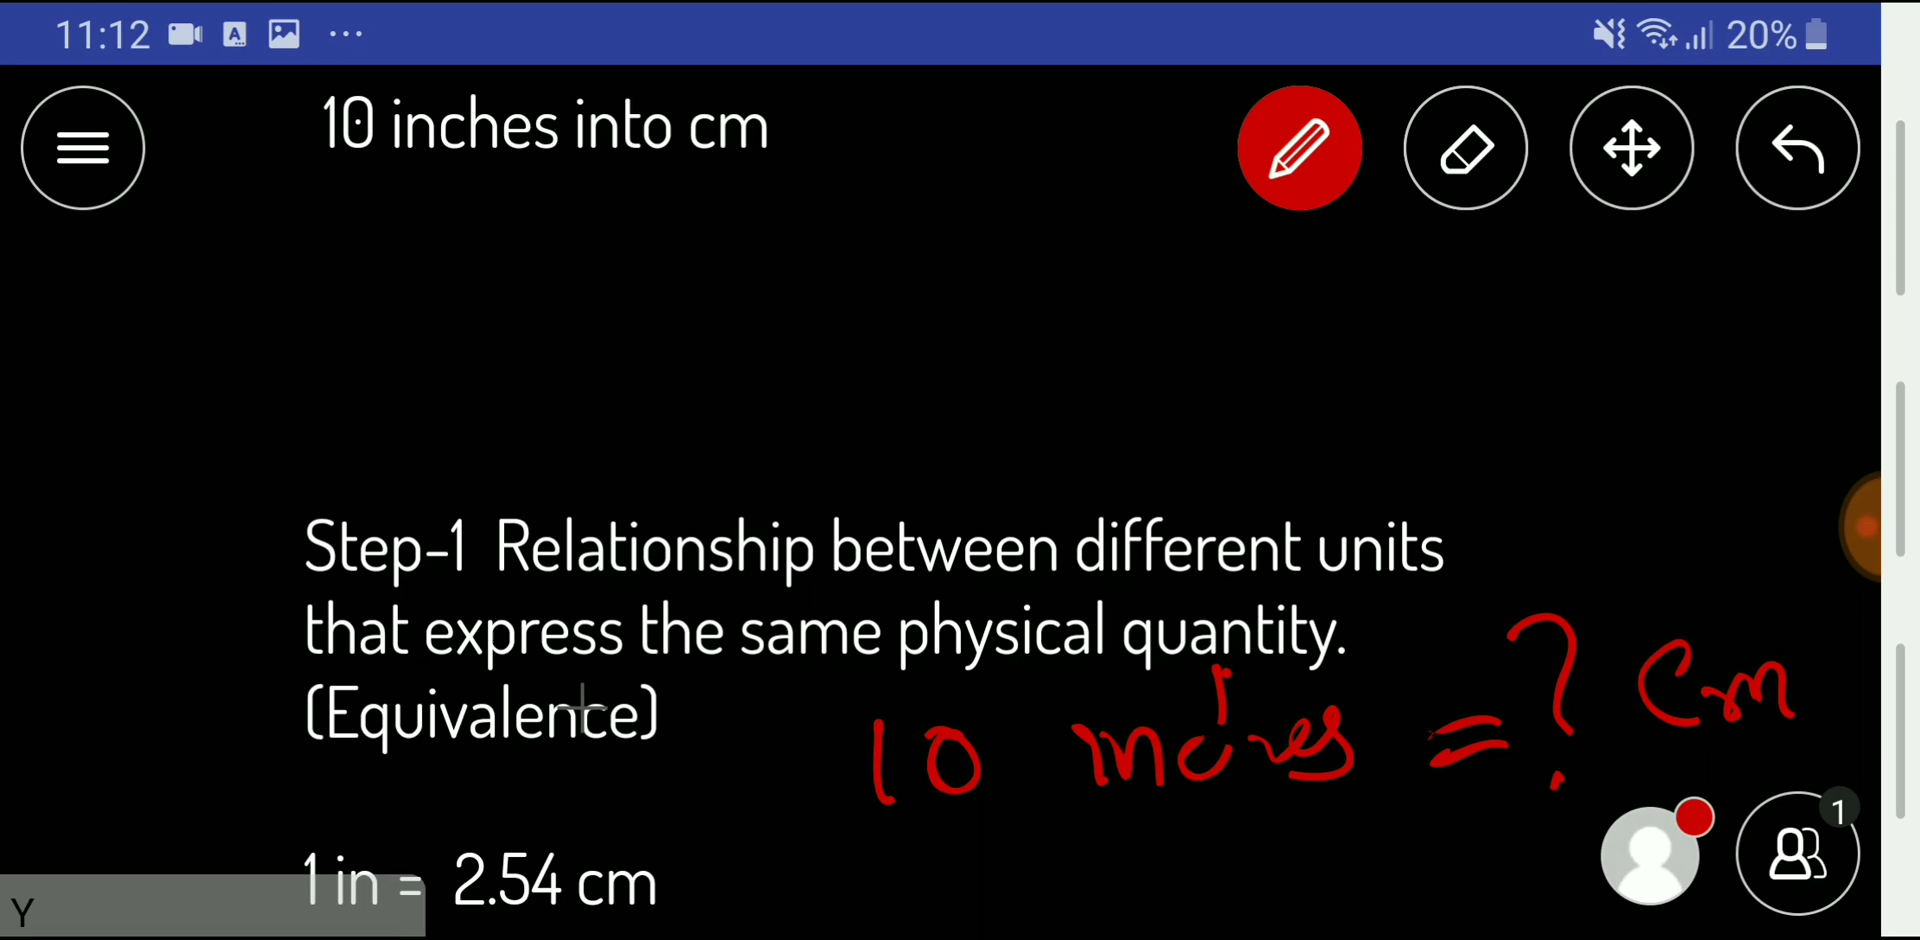 11:12
20%
10 inches into cm
Step-1 Relationship between different units
that express the same physical quantity.
(Equivalence)
10 inches = ? cm
1 in = 2.54 cm
1
Y